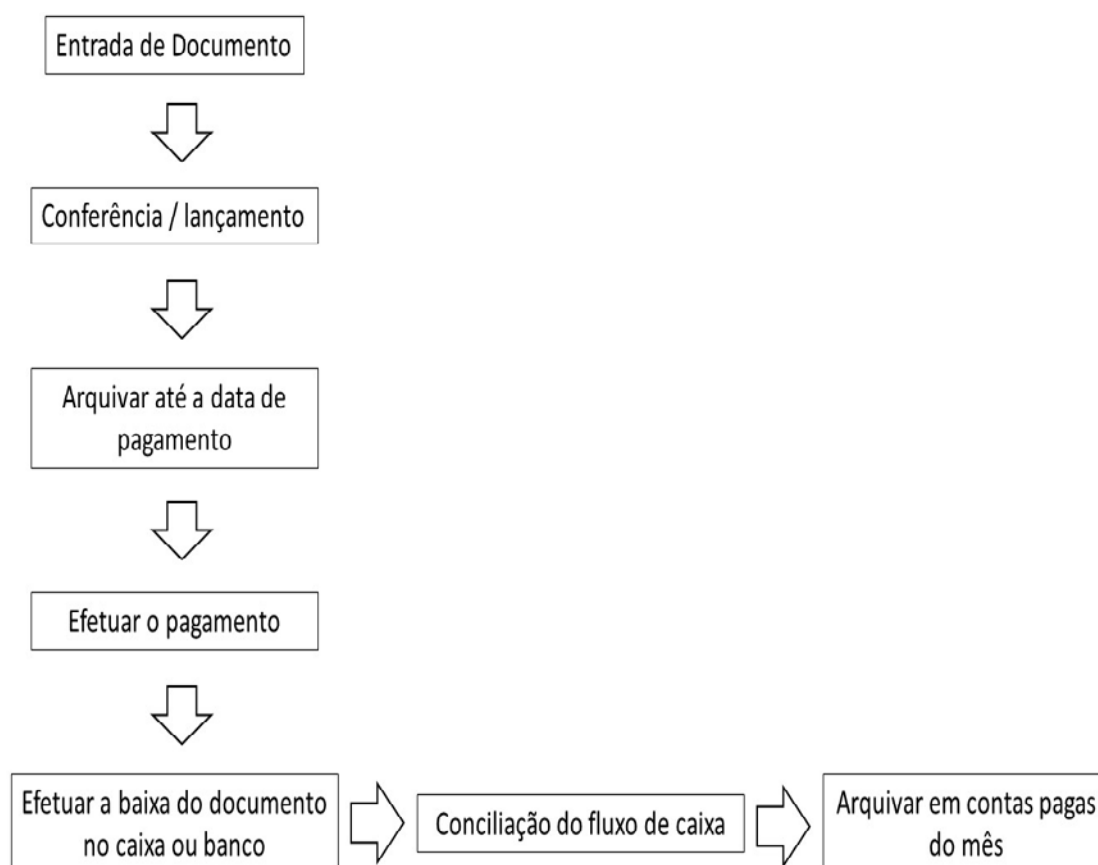 Entrada de Documento
Conferência / lançamento
Arquivar até a data de
pagamento
Efetuar o pagamento
Efetuar a baixa do documento
no caixa ou banco
Conciliação do fluxo de caixa
Arquivar em contas pagas
do mês